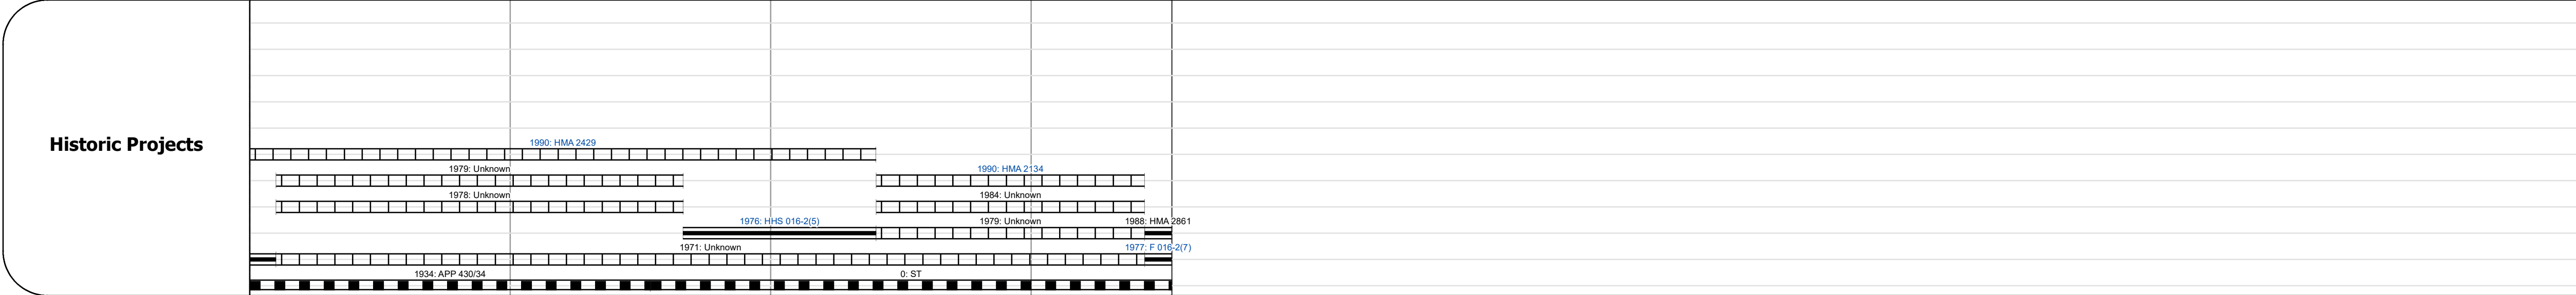 1990: HMA 2429
1979: Unknown
1990: HMA 2134
Historic Projects
1978: Unknown
1984: Unknown
1976: HHS 016-2(5)
1979: Unknown
1988: HMA 2861
1971: Unknown
1977: F 016-2(7)
1934: APP 430/34
0: ST